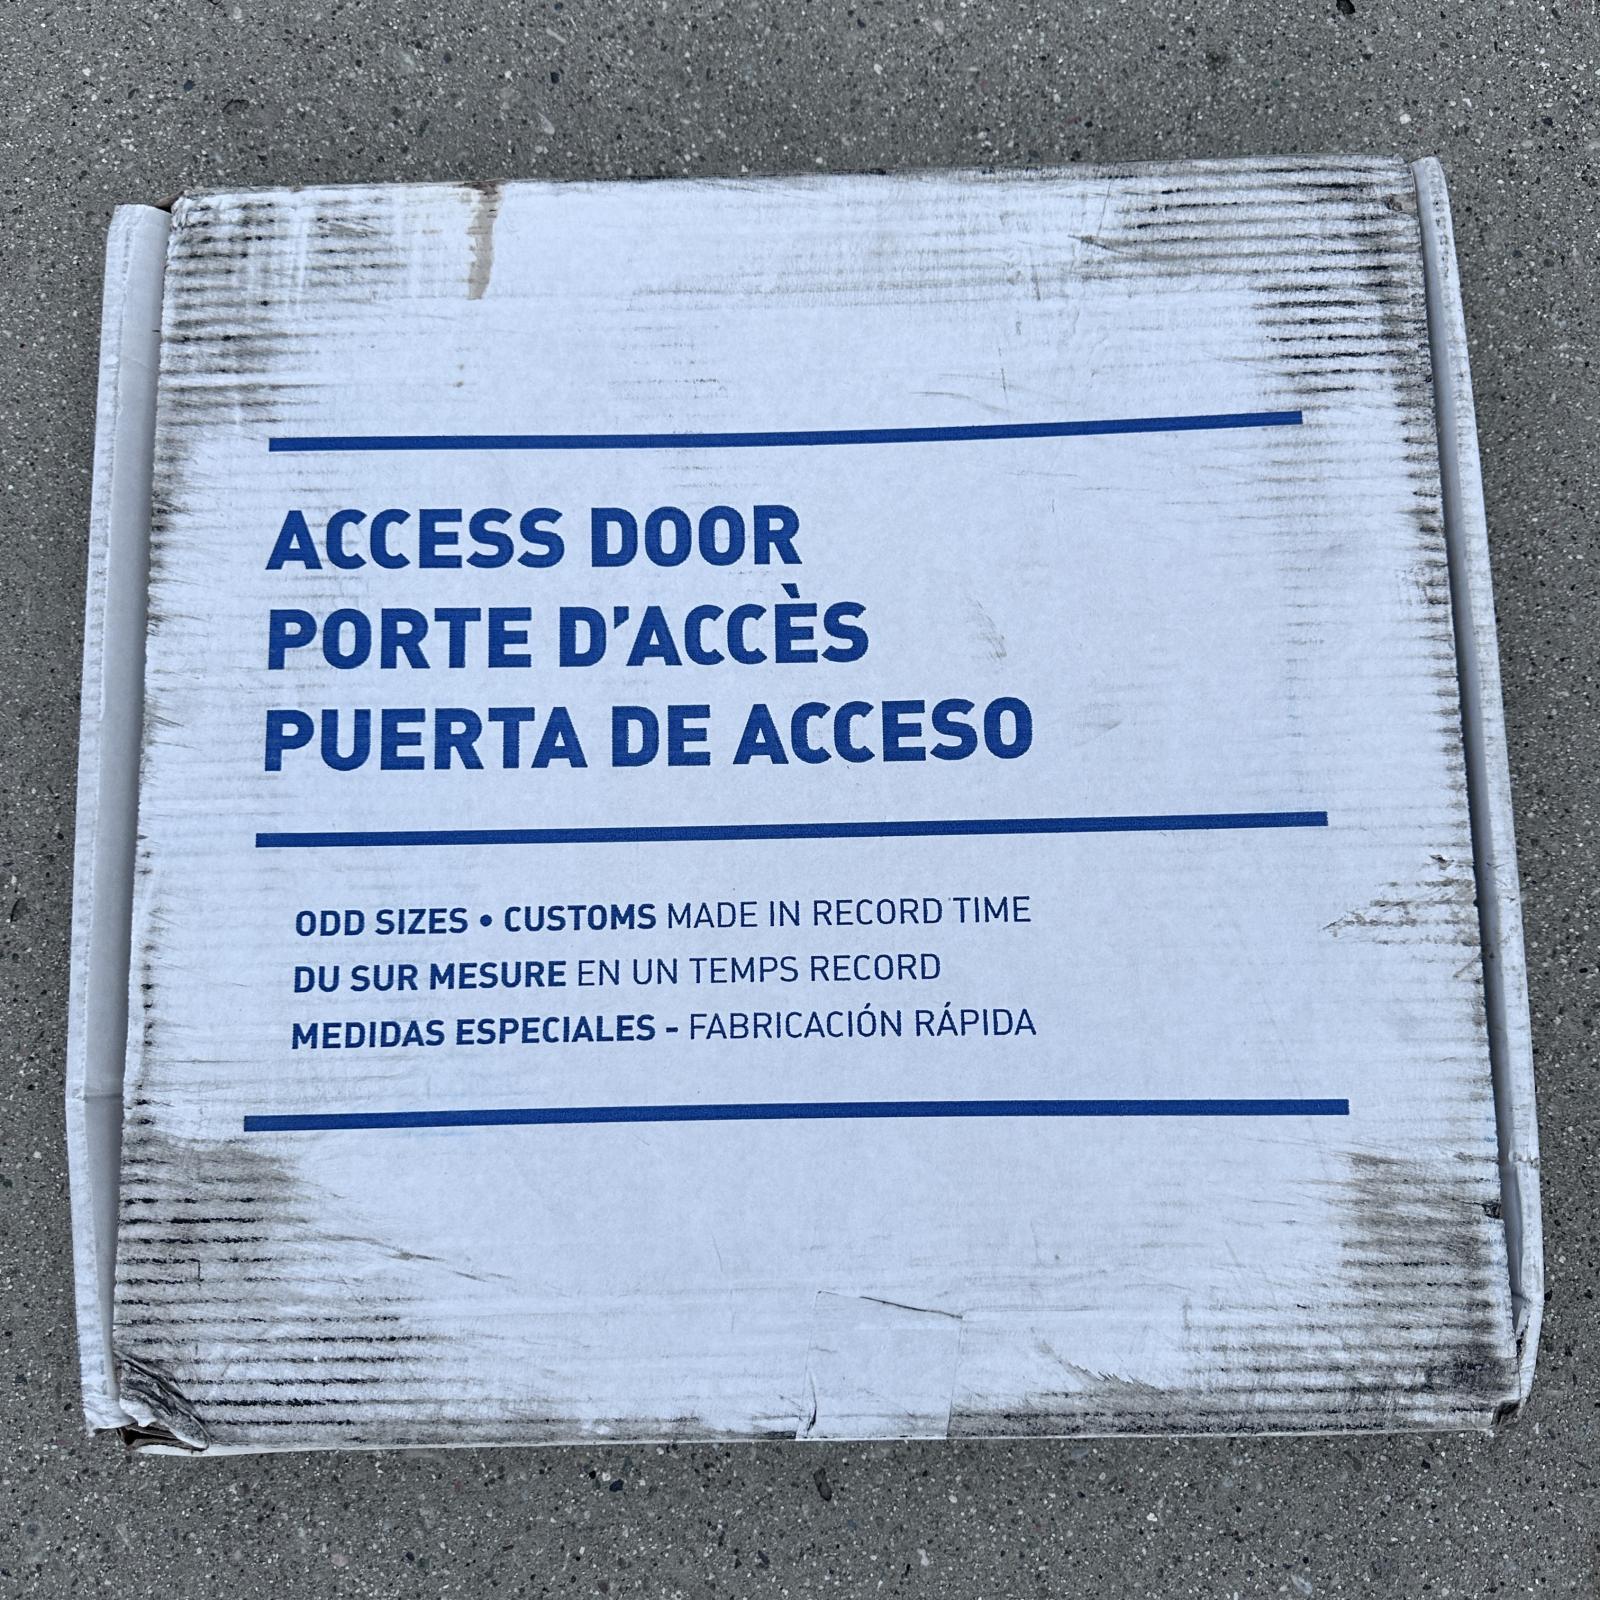 ACCESS DOOR
PORTE D'ACCÈS
PUERTA DE ACCESO
ODD SIZES • CUSTOMS MADE IN RECORD TIME
DU SUR MESURE EN UN TEMPS RECORD
MEDIDAS ESPECIALES - FABRICACIÓN RÁPIDA